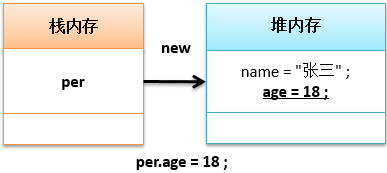 栈内存
堆内存
new
per
name = "张三" ;
age = 18 ;
per.age = 18 ;